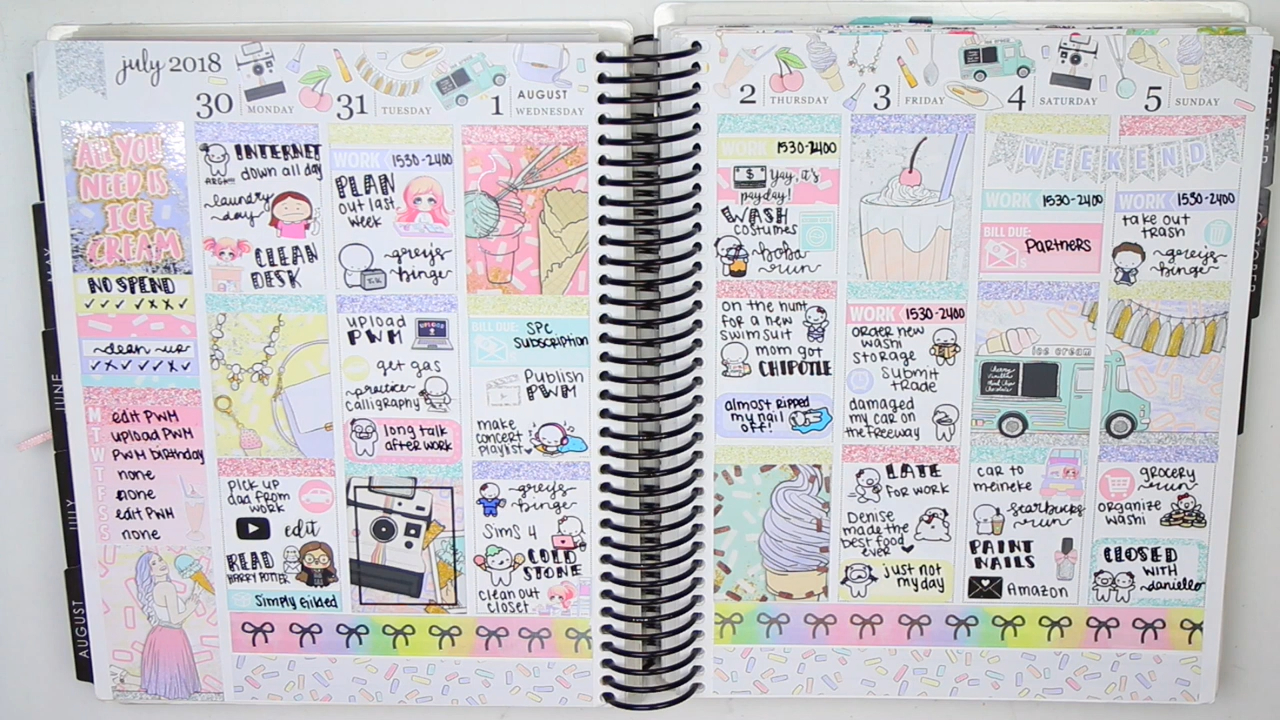 july 2018
30 MONDAY
31 TUESDAY
1 AUGUST WEDNESDAY
ALL YOU
NEED IS
ICE
CREAM
NO SPEND
clean up
M edit PWM
T upload PWM
W PWM birthday
T none
F none
S edit PWM
S none
INTERNET
down all day
ARGH!!!
laundry
day
CLEAN
DESK
pick up
dad from
work
edit
READ
HARRY POTTER
Simply Gilded
WORK 1530-2400
PLAN
out last
week
grey's
binge
upload
PWM
get gas
practice
calligraphy
long talk
after work
BILL DUE: SPC
subscription
Publish
PWM
make
concert
playlist
grey's
binge
SIMS 4
COLD
STONE
clean out
closet
2 THURSDAY
3 FRIDAY
4 SATURDAY
5 SUNDAY
WORK 1530-2400
$ Yay, it's
payday!
WASH
costumes
boba
run
on the hunt
for a new
swimsuit
mom got
CHIPOTLE
almost ripped
my nail
off!
WORK 1530-2400
order new
washi
storage
Submit
trade
damaged
my car on
the freeway
LATE
for work
Denise
made the
best food
ever
just not
my day
WEEKEND
WORK 1530-2400
BILL DUE: Partners
ice cream
car to
meineke
starbucks
run
PAINT
NAILS
Amazon
WORK 1530-2400
take out
trash
grey's
binge
grocery
run
organize
washi
CLOSED
WITH
danielle
MAY
JUNE
JULY
AUGUST